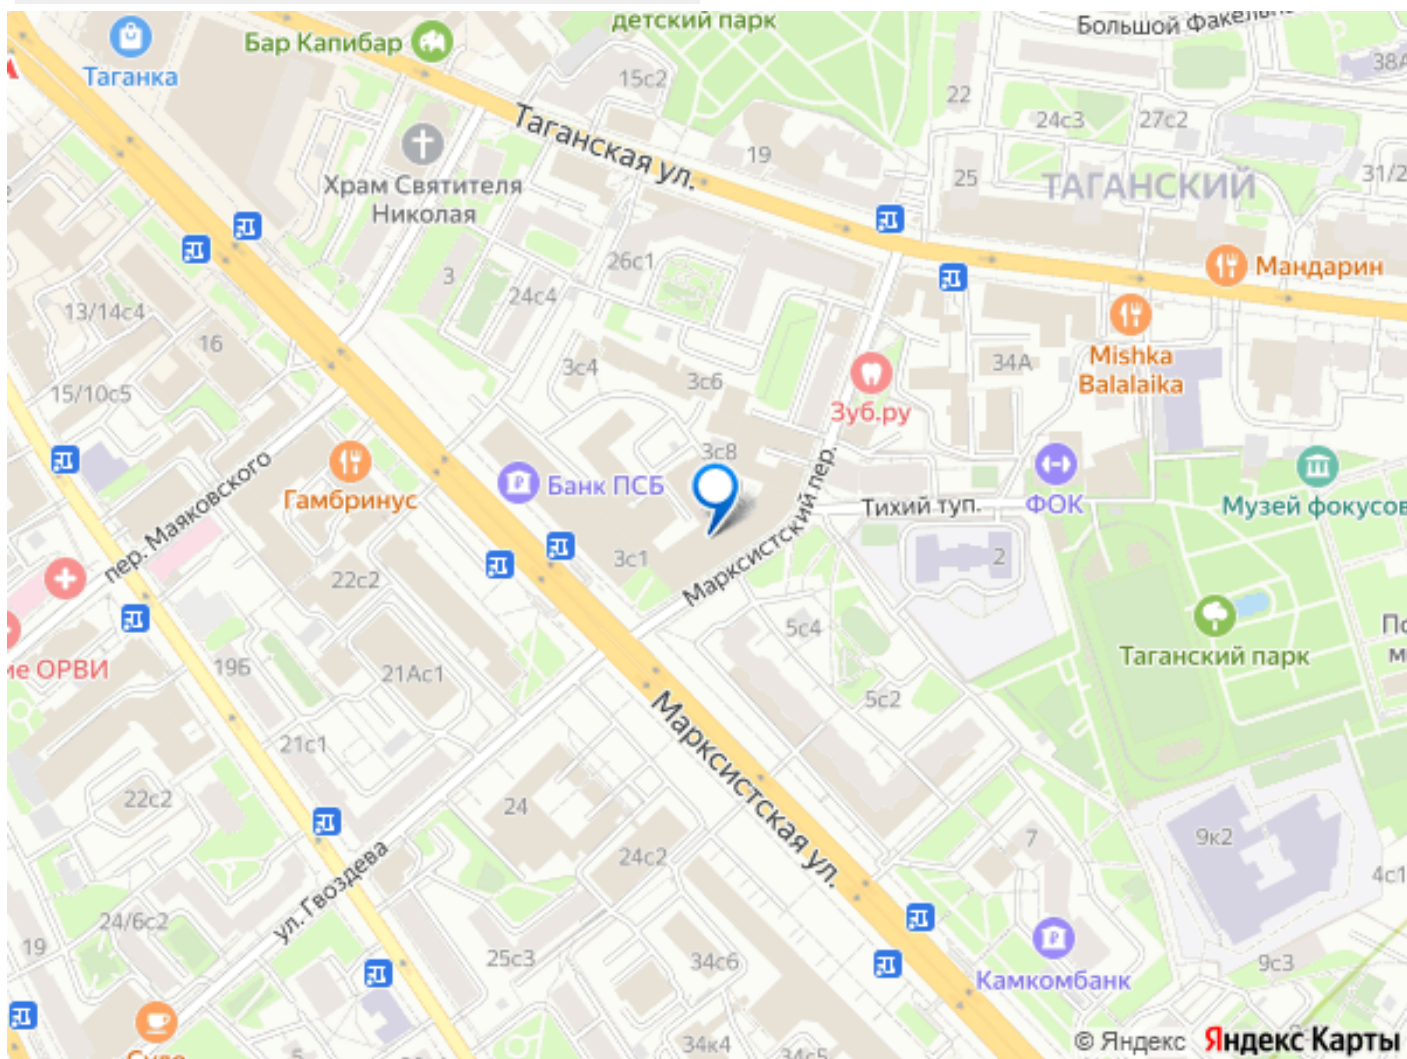 детский парк
Большой Факельн
Бар Капибар
Таганка
15с2
38А
22
24с3
27с2
Таганская ул.
19
25
ТАГАНСКИЙ
31/2
Храм Святителя
Николая
26с1
3
24с4
Мандарин
13/14с4
16
3с4
3с6
34А
Mishka
Balalaika
15/10с5
Зуб.ру
3с8
пер. Маяковского
Гамбринус
Банк ПСБ
Марксистский пер.
Тихий туп.
ФОК
Музей фокусов
3с1
2
22с2
5с4
Таганский парк
ие ОРВИ
19Б
21Ас1
5с2
Марксистская ул.
21с1
22с2
24
7
9к2
24с2
4с1
ул. Гвоздева
24/6с2
19
25с3
34с6
Камкомбанк
9с3
34к4
34с5
5
© Яндекс Яндекс Карты